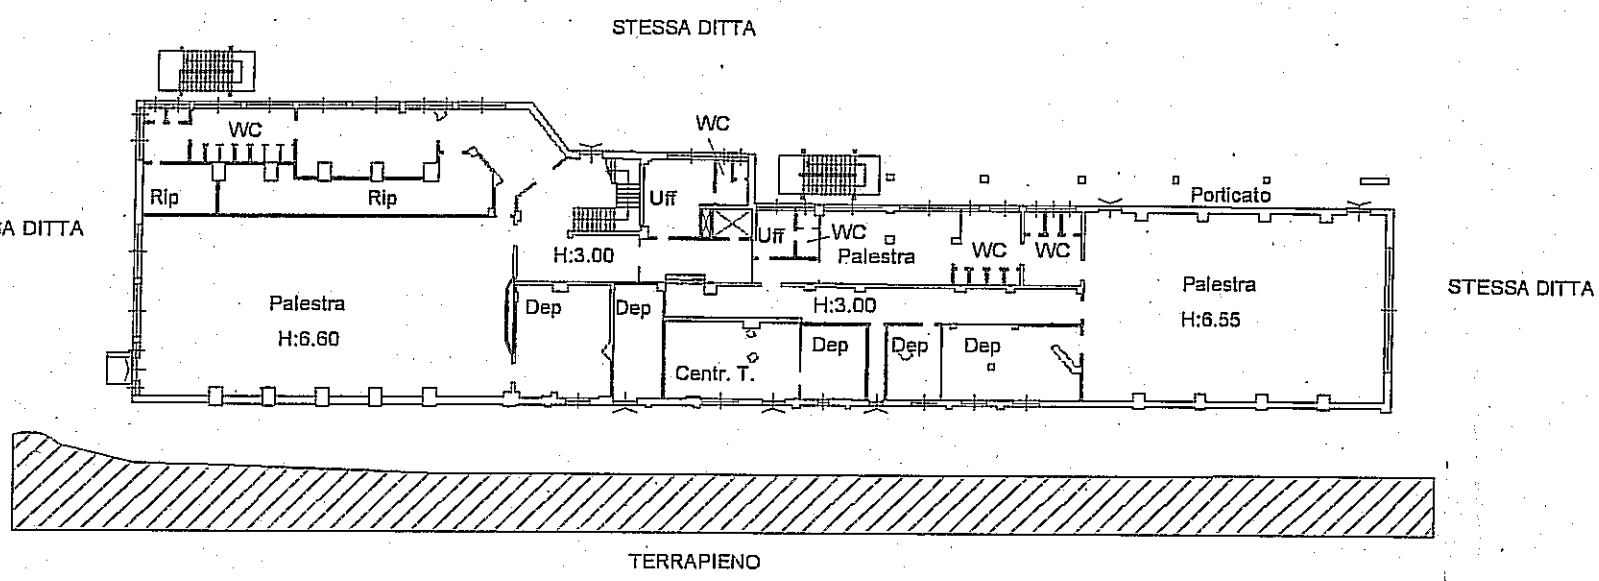 STESSA DITTA
WC
WC
Rip
Rip
Uff
Porticato
SA DITTA
Uff
WC
WC
WC
H:3.00
Palestra
Palestra
STESSA DITTA
Palestra
Dep
Dep
H:3.00
H:6.55
H:6.60
Dep
Dep
Dep
Centr. T.
TERRAPIENO